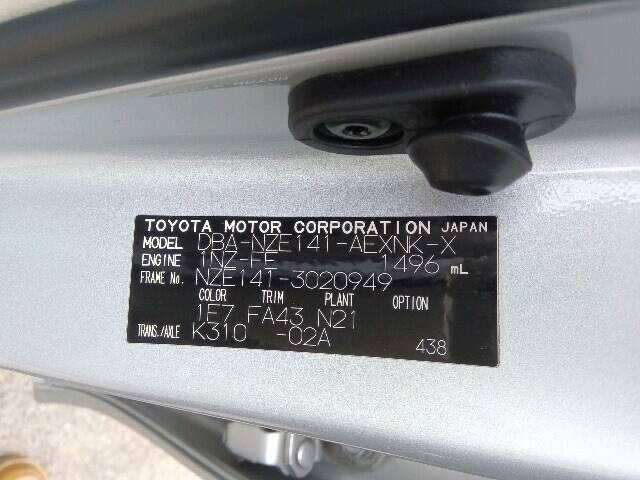 TOYOTA MOTOR CORPORATION JAPAN
MODEL DBA-NZE141-AEXNK-X
ENGINE 1NZ-FE 1496 mL
FRAME No. NZE141-3020949
COLOR TRIM PLANT OPTION
1E7 FA43 N21
TRANS./AXLE K310 -02A
438